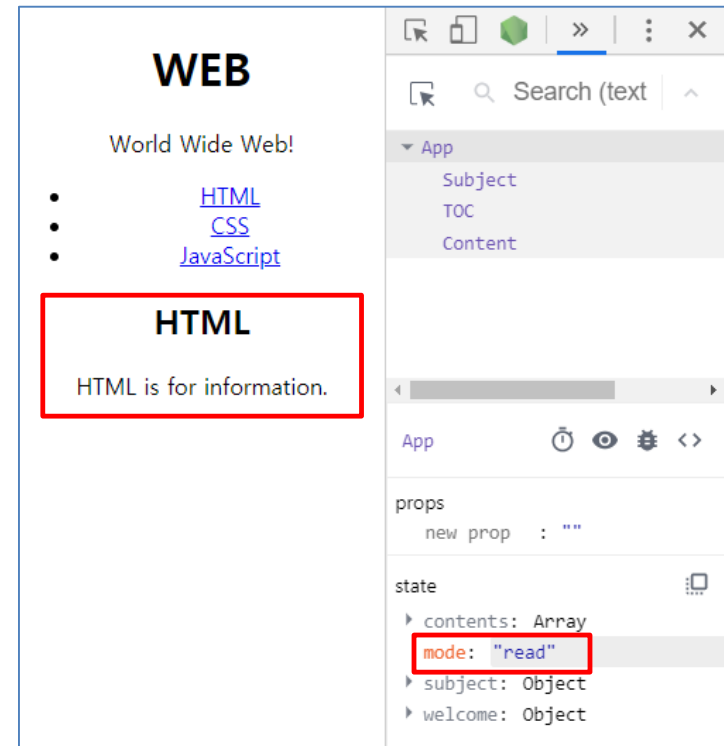 WEB
World Wide Web!
HTML
CSS
JavaScript
HTML
HTML is for information.
Search (text
App
Subject
TOC
Content
App
props
new prop : ""
state
contents: Array
mode: "read"
subject: Object
welcome: Object